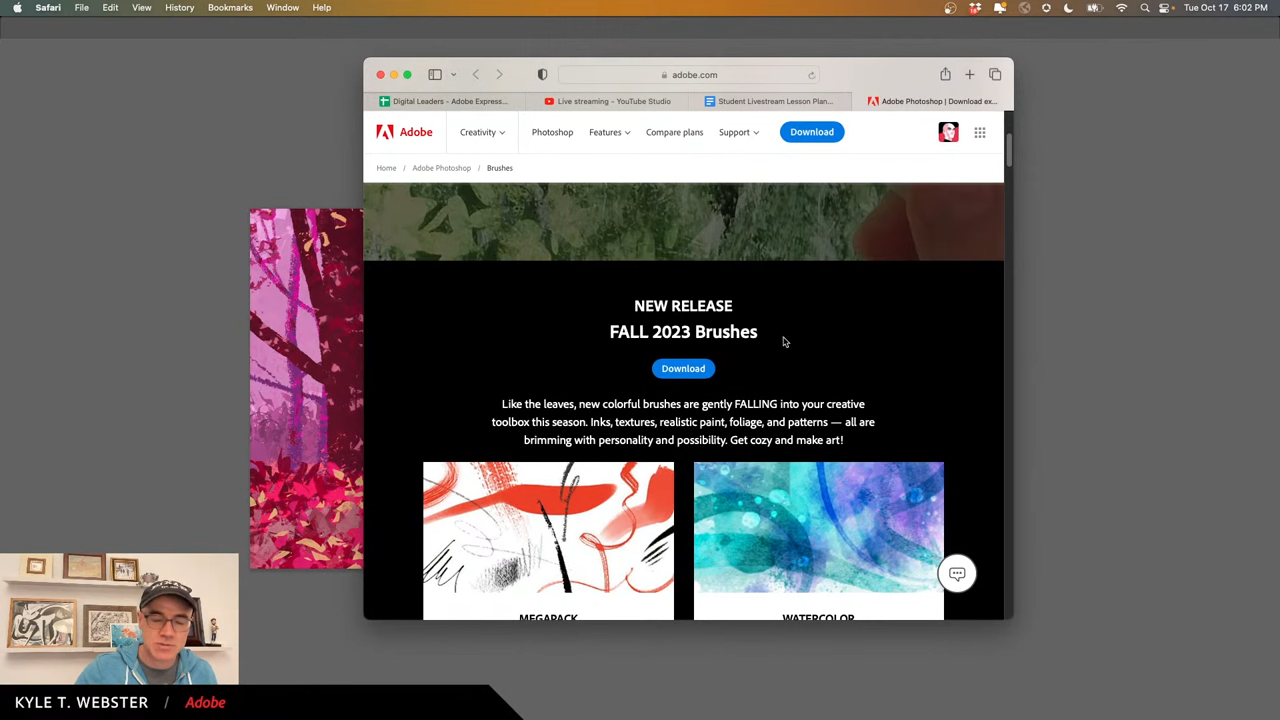 Safari File Edit View History Bookmarks Window Help
Tue Oct 17 6:02 PM
adobe.com
Digital Leaders - Adobe Express...
Live streaming - YouTube Studio
Student Livestream Lesson Plan...
Adobe Photoshop | Download ex...
Adobe Creativity Photoshop Features Compare plans Support Download
Home / Adobe Photoshop / Brushes
NEW RELEASE
FALL 2023 Brushes
Download
Like the leaves, new colorful brushes are gently FALLING into your creative
toolbox this season. Inks, textures, realistic paint, foliage, and patterns — all are
brimming with personality and possibility. Get cozy and make art!
MEGAPACK
WATERCOLOR
KYLE T. WEBSTER / Adobe